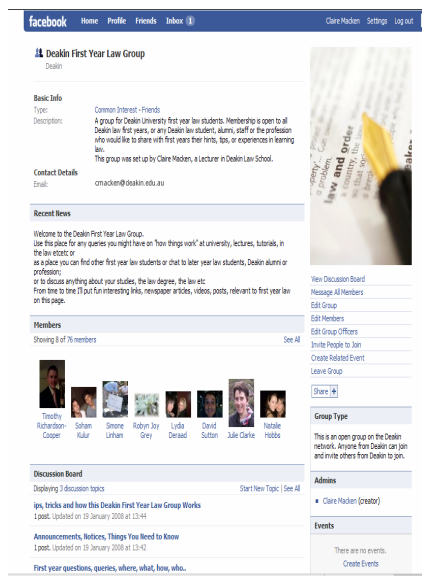 facebook Home Profile Friends Inbox 1 Claire Macken Settings Log out
Deakin First Year Law Group
Deakin
Basic Info
Type: Common Interest - Friends
Description: A group for Deakin University first year law students. Membership is open to all
Deakin law first years, or any Deakin student, alumni, staff or the profession
who would like to share with first years their hints, tips, or experiences in learning
law.
This group was set up by Claire Macken, a Lecturer in Deakin Law School.
Contact Details
Email: cmacken@deakin.edu.au
Recent News
Welcome to the Deakin First Year Law Group.
Use this place for any queries you might have on "how things work" at university, lectures, tutorials, in
the law etcetc or
as a place you can find other first year law students or chat to later year law students, Deakin alumni or
profession;
or to discuss anything about your studies, the law degree, the law etc
From time to time I'll put fun interesting links, newspaper articles, videos, posts, relevant to first year law
on this page.
Members
Showing 8 of 76 members See All
Timothy
Richardson-
Cooper
Soham
Kulur
Simone
Linham
Robyn Joy
Grey
Lydia
Deraad
David
Sutton
Julie Clarke
Natalie
Hobbs
Discussion Board
Displaying 3 discussion topics Start New Topic | See All
ips, tricks and how this Deakin First Year Law Group Works
1 post. Updated on 19 January 2008 at 13:44
Announcements, Notices, Things You Need to Know
1 post. Updated on 19 January 2008 at 13:42
First year questions, queries, where, what, how, who..
law and order
a country, the
a problem.
so that
View Discussion Board
Message All Members
Edit Group
Edit Members
Edit Group Officers
Invite People to Join
Create Related Event
Leave Group
Share +
Group Type
This is an open group on the Deakin
network. Anyone from Deakin can join
and invite others from Deakin to join.
Admins
Claire Macken (creator)
Events
There are no events.
Create Events